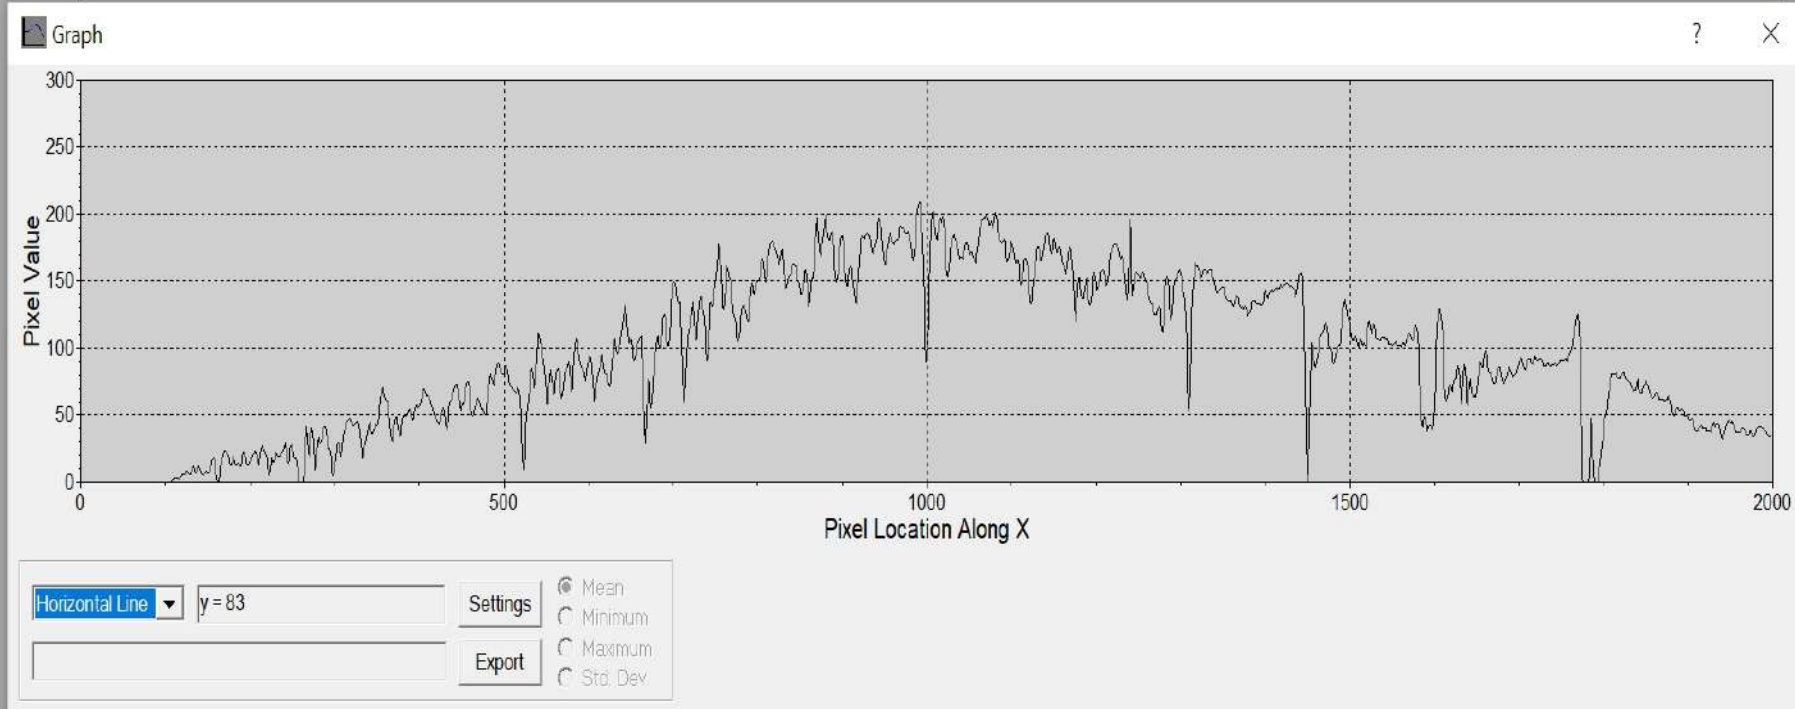 Graph
?
300
250
200
150
100
50
0
Pixel Value
0 500 1000 1500 2000
Pixel Location Along X
Horizontal Line
y = 83
Settings
Export
Mean
Minimum
Maximum
Std. Dev.